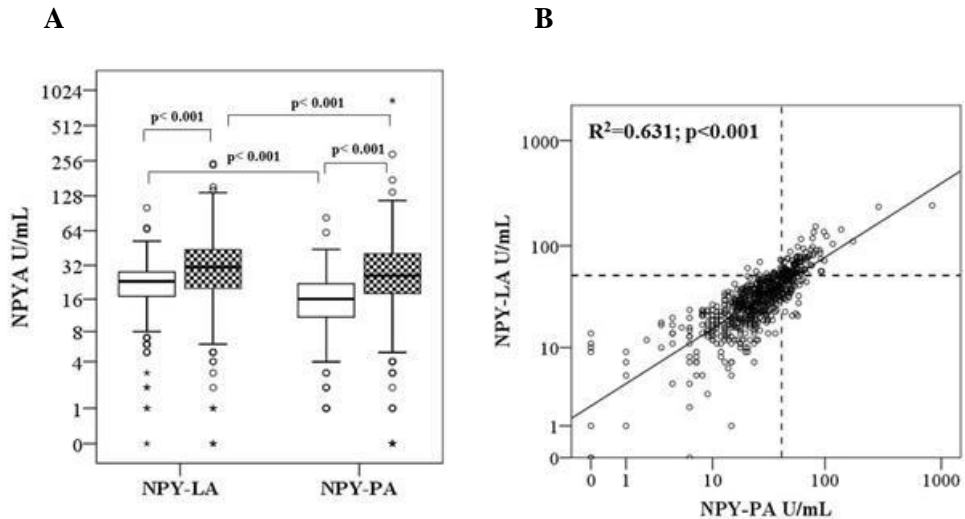 A
B
NPYA U/mL
1024
512
256
128
64
32
16
8
4
1
0
p< 0.001
p< 0.001
p< 0.001
p< 0.001
NPY-LA
NPY-PA
R²=0.631; p<0.001
NPY-LA U/mL
1000
100
10
1
0
0
1
10
100
1000
NPY-PA U/mL